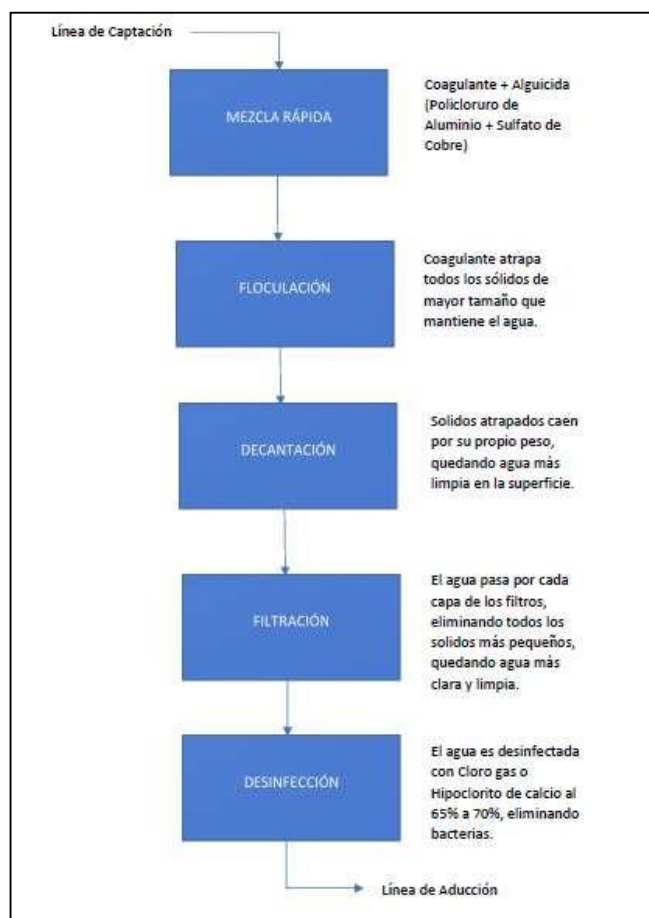 Línea de Captación
MEZCLA RÁPIDA
Coagulante + Alguicida
(Policloruro de
Aluminio + Sulfato de
Cobre)
FLOCULACIÓN
Coagulante atrapa
todos los sólidos de
mayor tamaño que
mantiene el agua.
DECANTACIÓN
Solidos atrapados caen
por su propio peso,
quedando agua más
limpia en la superficie.
FILTRACIÓN
El agua pasa por cada
capa de los filtros,
eliminando todos los
solidos más pequeños,
quedando agua más
clara y limpia.
DESINFECCIÓN
El agua es desinfectada
con Cloro gas o
Hipoclorito de calcio al
65% a 70%, eliminando
bacterias.
Línea de Aducción